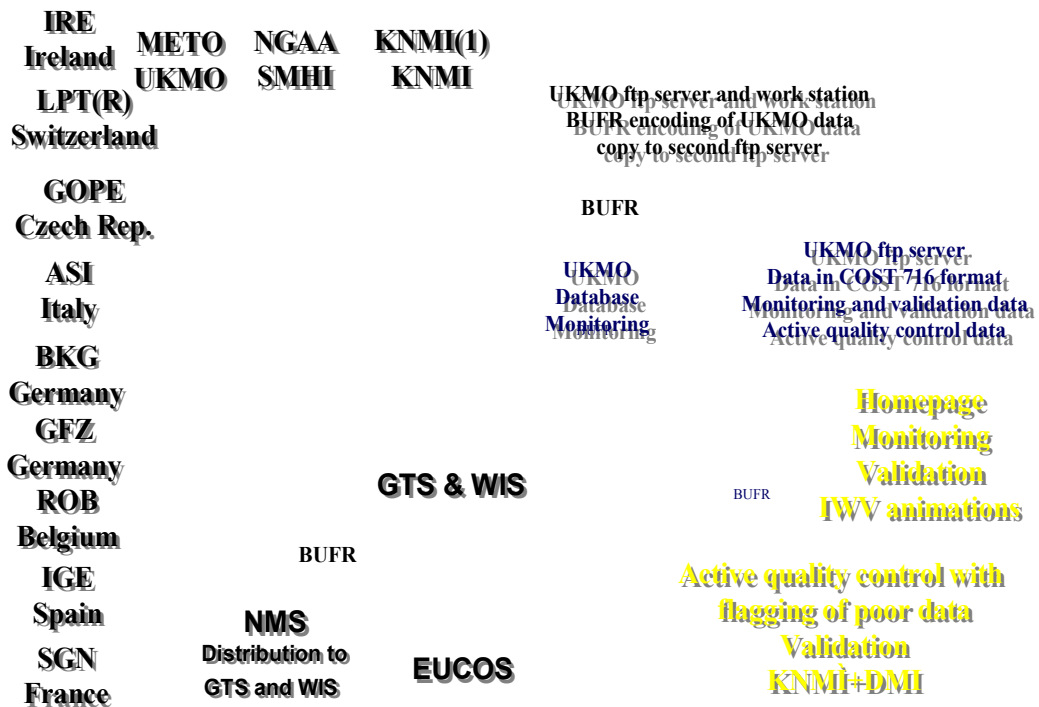 IRE
Ireland
METO
UKMO
NGAA
SMHI
KNMI(1)
KNMI
LPT(R)
Switzerland
UKMO ftp server and work station
BUFR encoding of UKMO data
copy to second ftp server
GOPE
Czech Rep.
BUFR
ASI
Italy
UKMO
Database
Monitoring
UKMO ftp server
Data in COST 716 format
Monitoring and validation data
Active quality control data
BKG
Germany
GFZ
Germany
Homepage
Monitoring
Validation
IWV animations
GTS & WIS
BUFR
ROB
Belgium
BUFR
IGE
Spain
Active quality control with
flagging of poor data
Validation
KNMI+DMI
NMS
Distribution to
GTS and WIS
EUCOS
SGN
France